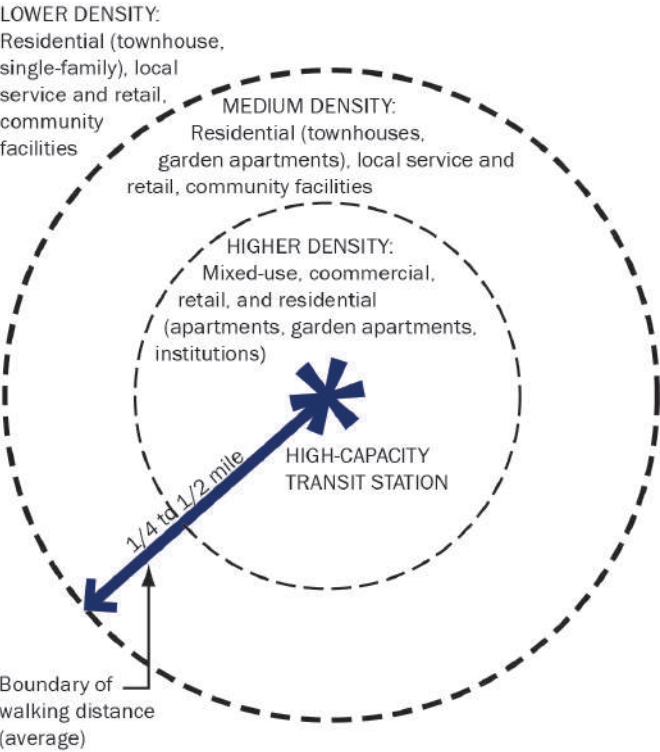 LOWER DENSITY:
Residential (townhouse,
single-family), local
service and retail,
community
facilities
MEDIUM DENSITY:
Residential (townhouses,
garden apartments), local service and
retail, community facilities
HIGHER DENSITY:
Mixed-use, coommercial,
retail, and residential
(apartments, garden apartments,
institutions)
HIGH-CAPACITY
TRANSIT STATION
1/4 to 1/2 mile
Boundary of
walking distance
(average)